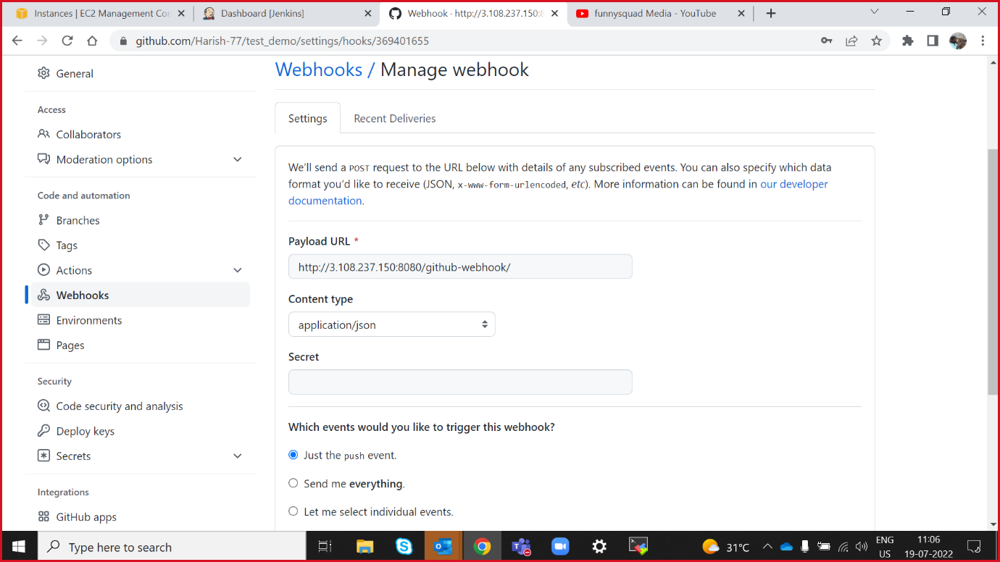 Instances | EC2 Management Con
Dashboard [Jenkins]
Webhook · http://3.108.237.150:8
funnysquad Media - YouTube
github.com/Harish-77/test_demo/settings/hooks/369401655
General
Access
Collaborators
Moderation options
Code and automation
Branches
Tags
Actions
Webhooks
Environments
Pages
Security
Code security and analysis
Deploy keys
Secrets
Integrations
GitHub apps
Webhooks / Manage webhook
Settings
Recent Deliveries
We'll send a POST request to the URL below with details of any subscribed events. You can also specify which data
format you'd like to receive (JSON, x-www-form-urlencoded, etc). More information can be found in our developer
documentation.
Payload URL *
http://3.108.237.150:8080/github-webhook/
Content type
application/json
Secret
Which events would you like to trigger this webhook?
Just the push event.
Send me everything.
Let me select individual events.
Type here to search
31°C
ENG
US
11:06
19-07-2022